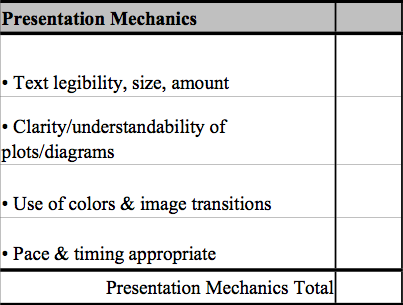 Presentation Mechanics
• Text legibility, size, amount
• Clarity/understandability of
plots/diagrams
• Use of colors & image transitions
• Pace & timing appropriate
Presentation Mechanics Total